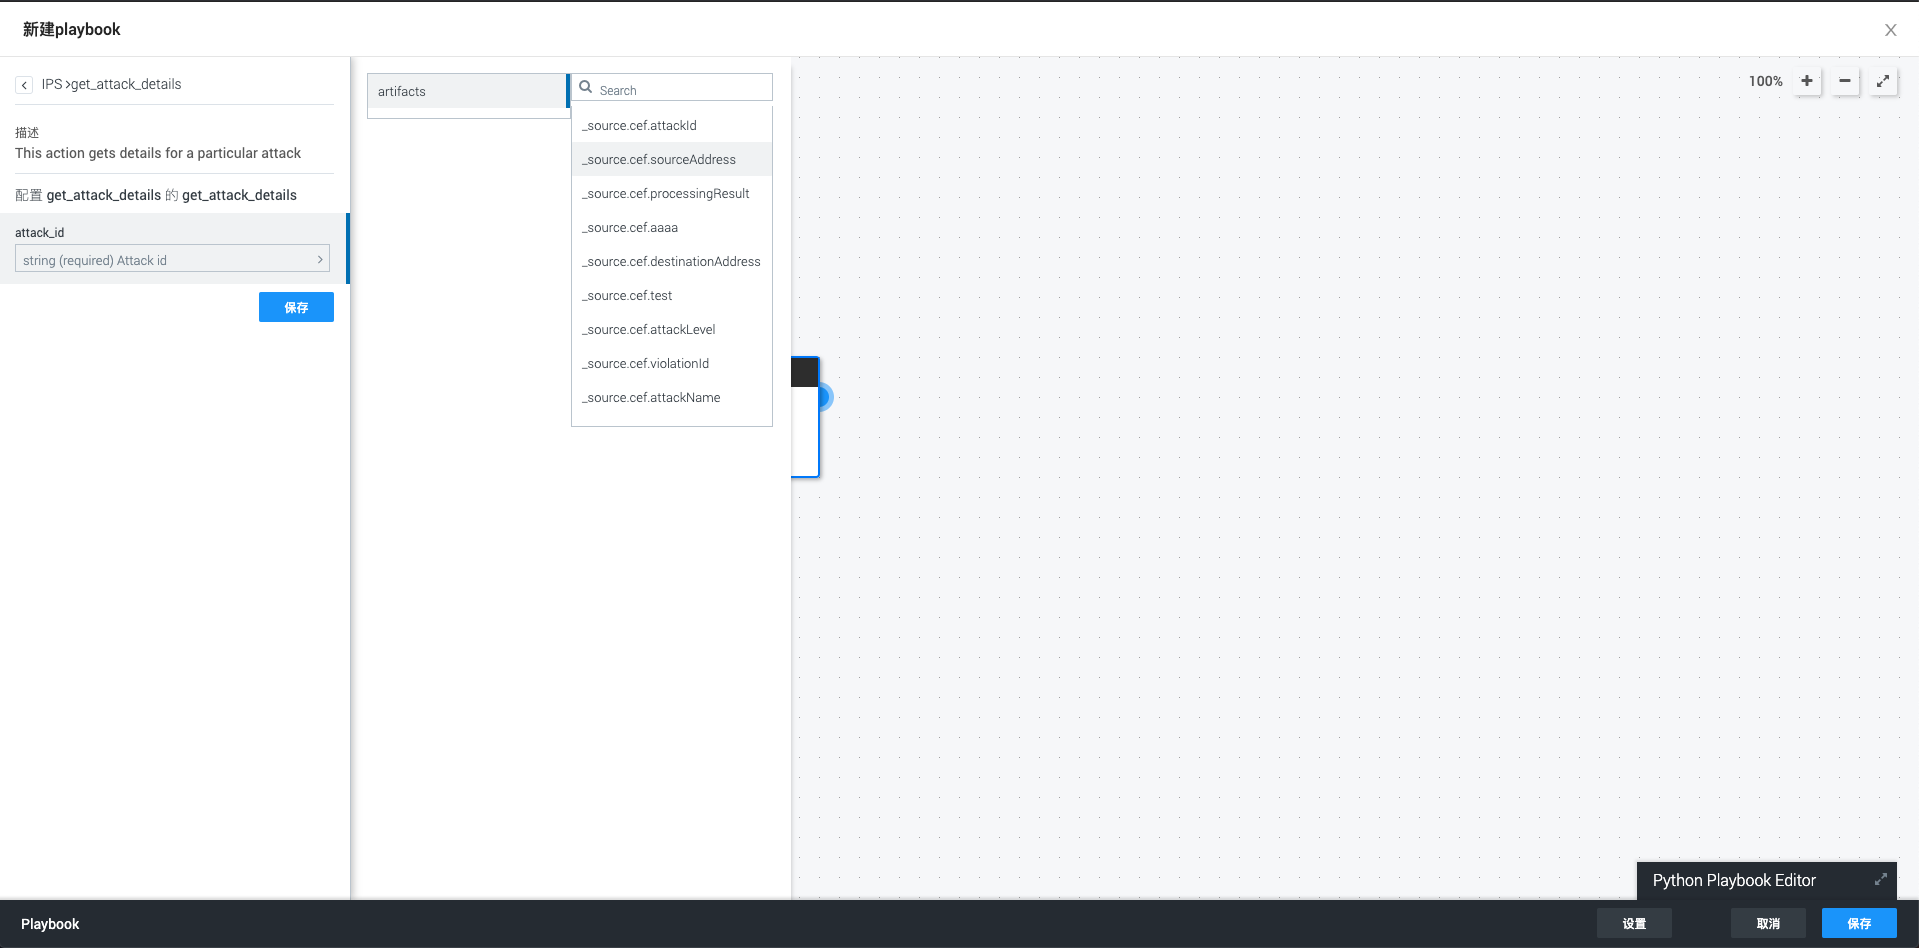 新建playbook
IPS >get_attack_details
描述
This action gets details for a particular attack
配置 get_attack_details 的 get_attack_details
attack_id
string (required) Attack id
保存
artifacts
Search
_source.cef.attackId
_source.cef.sourceAddress
_source.cef.processingResult
_source.cef.aaaa
_source.cef.destinationAddress
_source.cef.test
_source.cef.attackLevel
_source.cef.violationId
_source.cef.attackName
100%
Python Playbook Editor
Playbook
设置
取消
保存